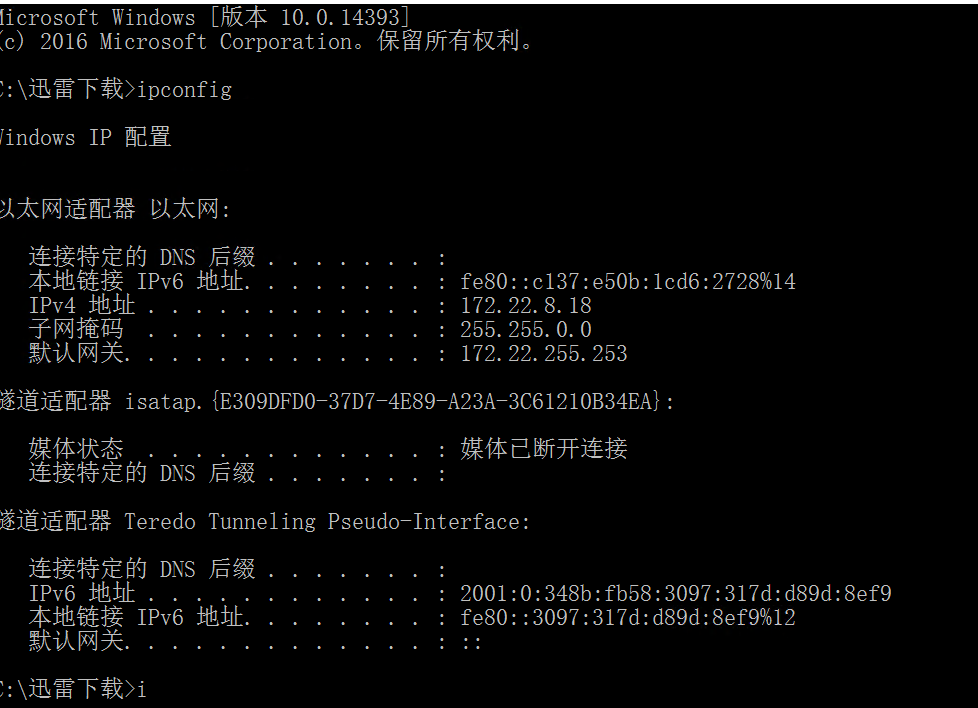 Microsoft Windows [版本 10.0.14393]
(c) 2016 Microsoft Corporation。保留所有权利。
C:\迅雷下载>ipconfig
Windows IP 配置
以太网适配器 以太网:
连接特定的 DNS 后缀 . . . . . . . :
本地链接 IPv6 地址. . . . . . . . : fe80::c137:e50b:1cd6:2728%14
IPv4 地址 . . . . . . . . . . . . : 172.22.8.18
子网掩码 . . . . . . . . . . . . : 255.255.0.0
默认网关. . . . . . . . . . . . . : 172.22.255.253
隧道适配器 isatap.{E309DFD0-37D7-4E89-A23A-3C61210B34EA}:
媒体状态 . . . . . . . . . . . . : 媒体已断开连接
连接特定的 DNS 后缀 . . . . . . . :
隧道适配器 Teredo Tunneling Pseudo-Interface:
连接特定的 DNS 后缀 . . . . . . . :
IPv6 地址 . . . . . . . . . . . . : 2001:0:348b:fb58:3097:317d:d89d:8ef9
本地链接 IPv6 地址. . . . . . . . : fe80::3097:317d:d89d:8ef9%12
默认网关. . . . . . . . . . . . . : ::
C:\迅雷下载>i